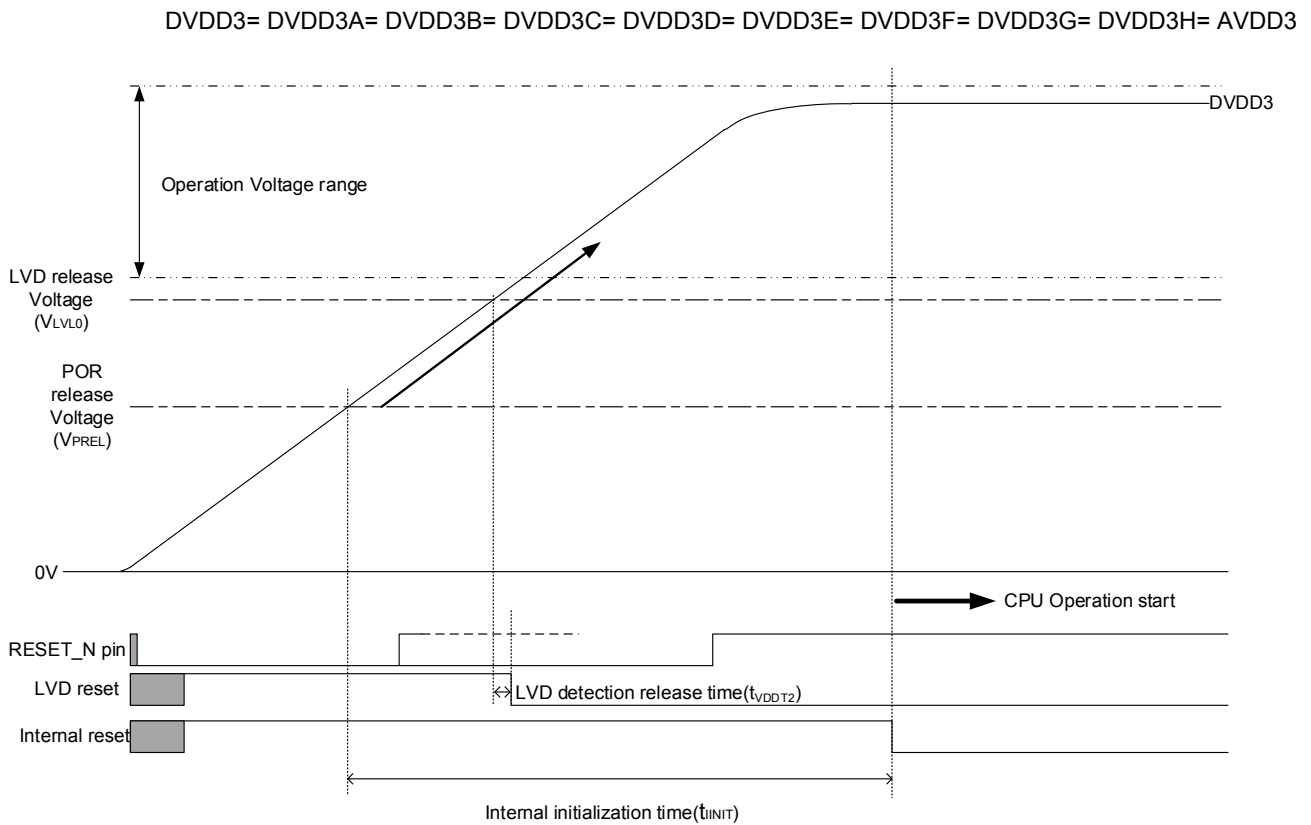 DVDD3= DVDD3A= DVDD3B= DVDD3C= DVDD3D= DVDD3E= DVDD3F= DVDD3G= DVDD3H= AVDD3
DVDD3
Operation Voltage range
LVD release
Voltage
(VLVL0)
POR
release
Voltage
(VPREL)
0V
CPU Operation start
RESET_N pin
LVD reset
LVD detection release time(tVDDT2)
Internal reset
Internal initialization time(tIINIT)